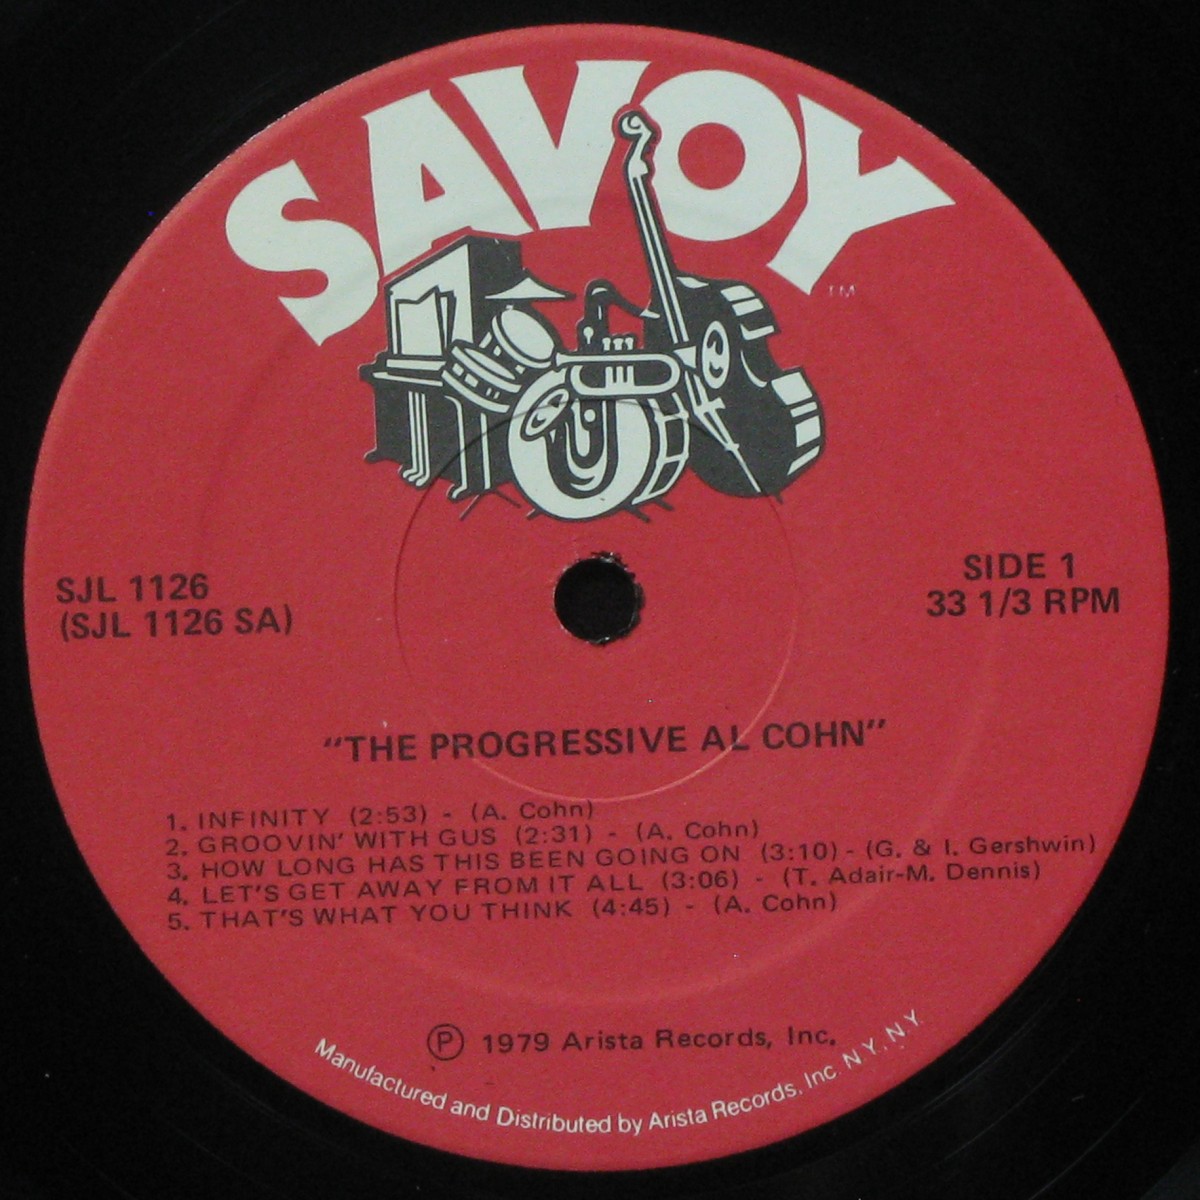 SAVOY
TM
SJL 1126
(SJL 1126 SA)
SIDE 1
33 1/3 RPM
"THE PROGRESSIVE AL COHN"
1. INFINITY (2:53) - (A. Cohn)
2. GROOVIN' WITH GUS (2:31) - (A. Cohn)
3. HOW LONG HAS THIS BEEN GOING ON (3:10) - (G. & I. Gershwin)
4. LET'S GET AWAY FROM IT ALL (3:06) - (T. Adair-M. Dennis)
5. THAT'S WHAT YOU THINK (4:45) - (A. Cohn)
Ⓟ 1979 Arista Records, Inc.
Manufactured and Distributed by Arista Records, Inc. N.Y., N.Y.